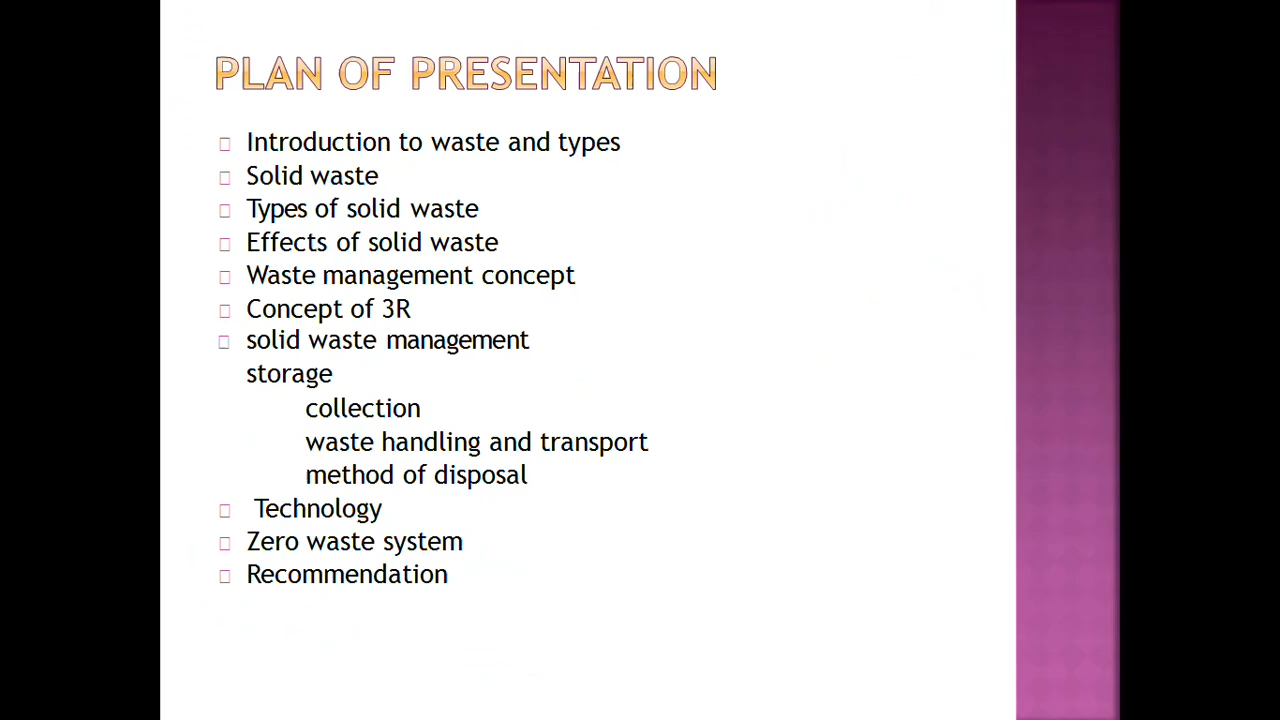 PLAN OF PRESENTATION
Introduction to waste and types
Solid waste
Types of solid waste
Effects of solid waste
Waste management concept
Concept of 3R
solid waste management
storage
collection
waste handling and transport
method of disposal
Technology
Zero waste system
Recommendation